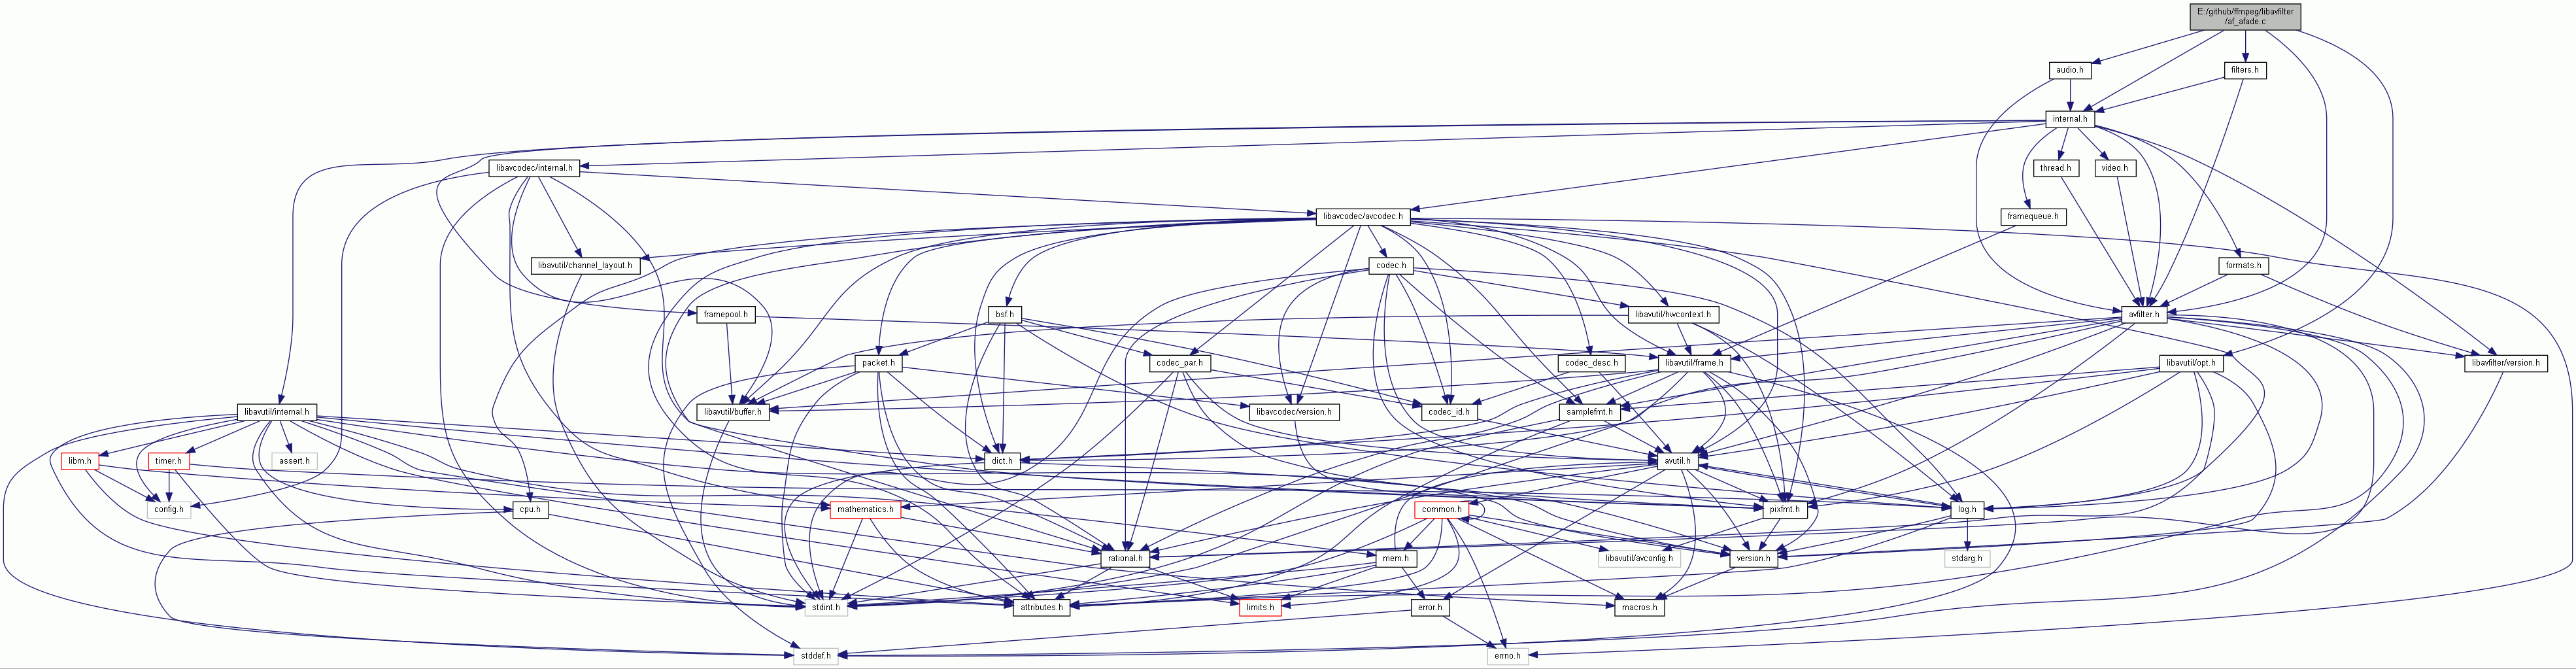 E:/github/ffmpeg/libavfilter
/af_afade.c
audio.h
filters.h
internal.h
libavcodec/internal.h
thread.h
video.h
libavcodec/avcodec.h
framequeue.h
libavutil/channel_layout.h
codec.h
formats.h
framepool.h
bsf.h
libavutil/hwcontext.h
avfilter.h
packet.h
codec_par.h
codec_desc.h
libavutil/frame.h
libavutil/opt.h
libavfilter/version.h
libavutil/internal.h
libavutil/buffer.h
libavcodec/version.h
codec_id.h
samplefmt.h
libm.h
timer.h
assert.h
dict.h
avutil.h
config.h
cpu.h
mathematics.h
common.h
pixfmt.h
log.h
rational.h
mem.h
libavutil/avconfig.h
version.h
stdarg.h
stdint.h
attributes.h
limits.h
error.h
macros.h
stddef.h
errno.h